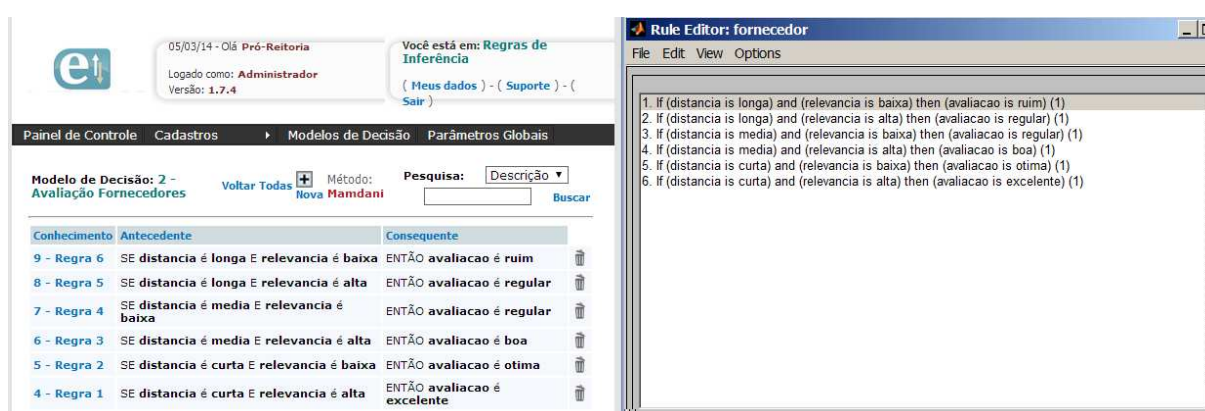 05/03/14 - Olá Pró-Reitoria
Logado como: Administrador
Versão: 1.7.4
Você está em: Regras de
Inferência
( Meus dados ) - ( Suporte ) - (
Sair )
Painel de Controle Cadastros Modelos de Decisão Parâmetros Globais
Modelo de Decisão: 2 -
Avaliação Fornecedores
Voltar Todas
Nova
Método:
Mamdani
Pesquisa: Descrição
Buscar
Conhecimento Antecedente Consequente
9 - Regra 6 SE distancia é longa E relevancia é baixa ENTÃO avaliacao é ruim
8 - Regra 5 SE distancia é longa E relevancia é alta ENTÃO avaliacao é regular
7 - Regra 4 SE distancia é media E relevancia é
baixa ENTÃO avaliacao é regular
6 - Regra 3 SE distancia é media E relevancia é alta ENTÃO avaliacao é boa
5 - Regra 2 SE distancia é curta E relevancia é baixa ENTÃO avaliacao é otima
4 - Regra 1 SE distancia é curta E relevancia é alta ENTÃO avaliacao é
excelente
Rule Editor: fornecedor
File Edit View Options
1. If (distancia is longa) and (relevancia is baixa) then (avaliacao is ruim) (1)
2. If (distancia is longa) and (relevancia is alta) then (avaliacao is regular) (1)
3. If (distancia is media) and (relevancia is baixa) then (avaliacao is regular) (1)
4. If (distancia is media) and (relevancia is alta) then (avaliacao is boa) (1)
5. If (distancia is curta) and (relevancia is baixa) then (avaliacao is otima) (1)
6. If (distancia is curta) and (relevancia is alta) then (avaliacao is excelente) (1)